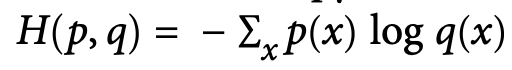 H(p, q) = − Σₓ p(x) log q(x)